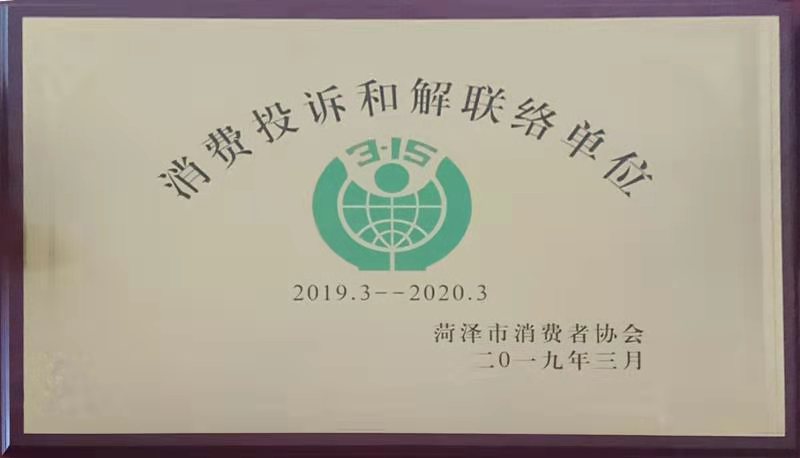 消费投诉和解联络单位
3·15
2019.3--2020.3
菏泽市消费者协会
二0一九年三月